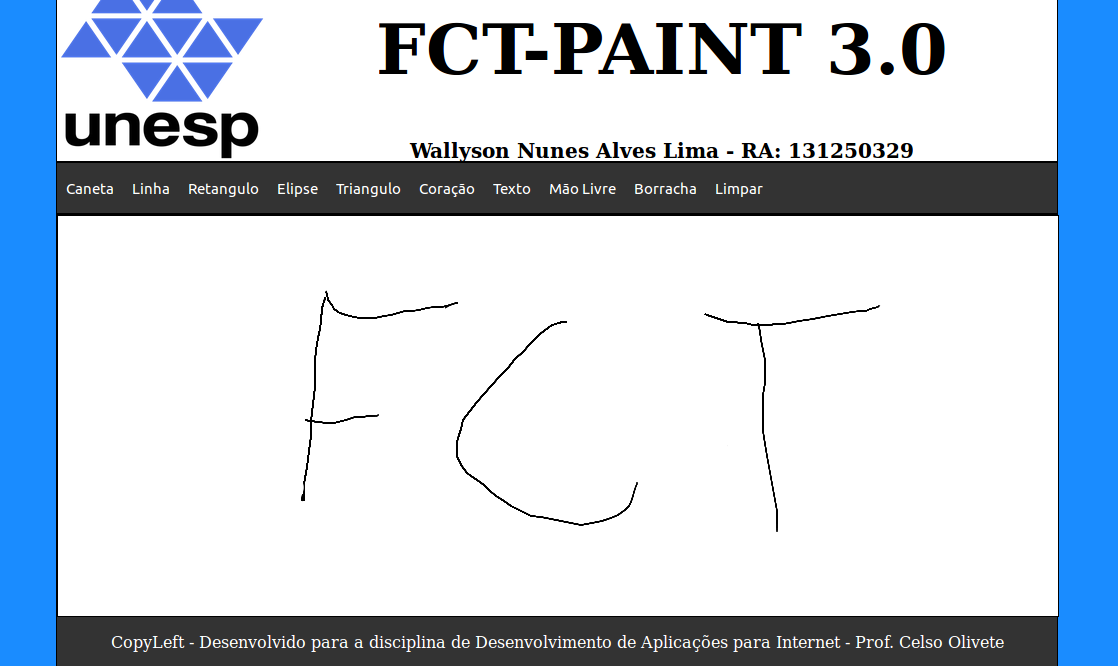 FCT-PAINT 3.0
unesp
Wallyson Nunes Alves Lima - RA: 131250329
Caneta Linha Retangulo Elipse Triangulo Coração Texto Mão Livre Borracha Limpar
FCT
CopyLeft - Desenvolvido para a disciplina de Desenvolvimento de Aplicações para Internet - Prof. Celso Olivete